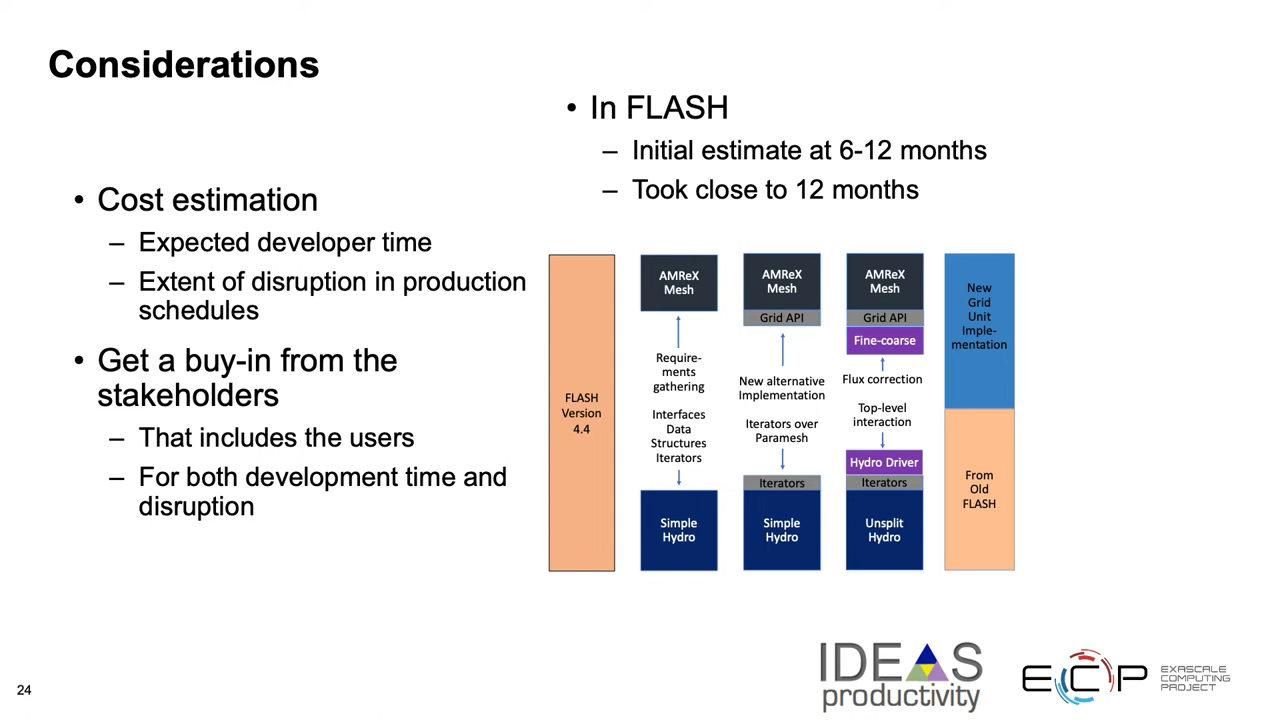 Considerations
• In FLASH
– Initial estimate at 6-12 months
– Took close to 12 months
• Cost estimation
– Expected developer time
– Extent of disruption in production
schedules
• Get a buy-in from the
stakeholders
– That includes the users
– For both development time and
disruption
FLASH
Version
4.4
AMReX
Mesh
Require-
ments
gathering
Interfaces
Data
Structures
Iterators
Simple
Hydro
AMReX
Mesh
Grid API
New alternative
Implementation
Iterators over
Paramesh
Iterators
Simple
Hydro
AMReX
Mesh
Grid API
Fine-coarse
Flux correction
Top-level
interaction
Hydro Driver
Iterators
Unsplit
Hydro
New
Grid
Unit
Imple-
mentation
From
Old
FLASH
24
IDEAS
productivity
ECP
EXASCALE
COMPUTING
PROJECT